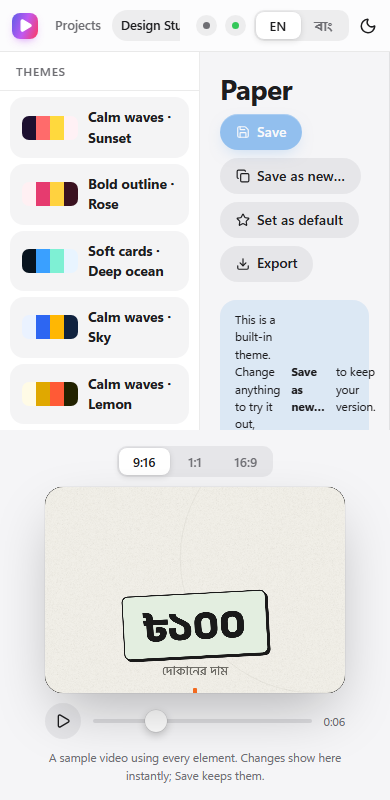 Projects
Design Stu
EN
বাং
THEMES
Calm waves ·
Sunset
Bold outline ·
Rose
Soft cards ·
Deep ocean
Calm waves ·
Sky
Calm waves ·
Lemon
Paper
Save
Save as new...
Set as default
Export
This is a
built-in
theme.
Change
anything
to try it
out,
Save
as
new...
to keep
your
version.
9:16
1:1
16:9
৳১০০
দোকানের দাম
0:06
A sample video using every element. Changes show here
instantly; Save keeps them.